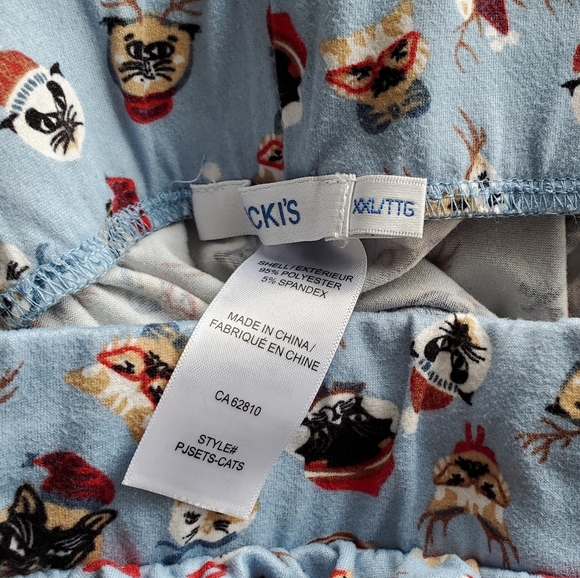 CKI'S
XXL/TTG
SHELL/EXTÉRIEUR
95% POLYESTER
5% SPANDEX
MADE IN CHINA/
FABRIQUÉ EN CHINE
CA 62810
STYLE#
PJSETS-CATS